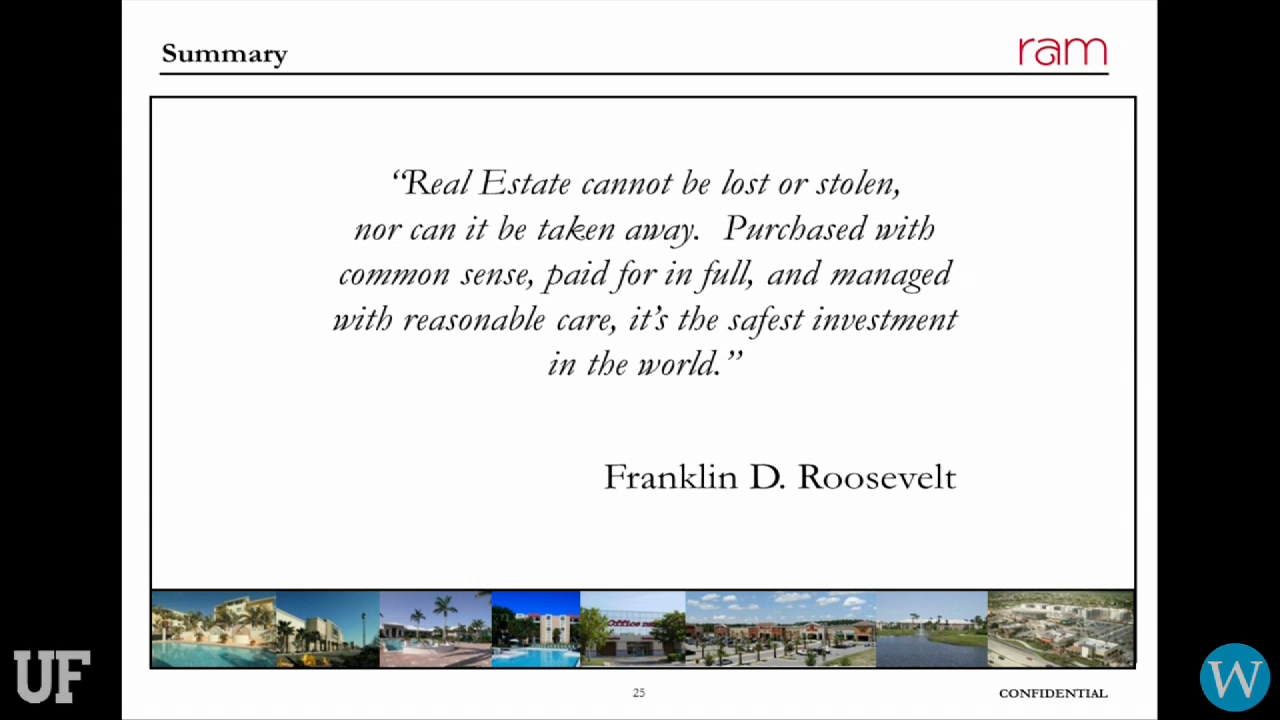 Summary
ram
“Real Estate cannot be lost or stolen,
nor can it be taken away.  Purchased with
common sense, paid for in full, and managed
with reasonable care, it’s the safest investment
in the world.”
Franklin D. Roosevelt
Office
UF
25
CONFIDENTIAL
W